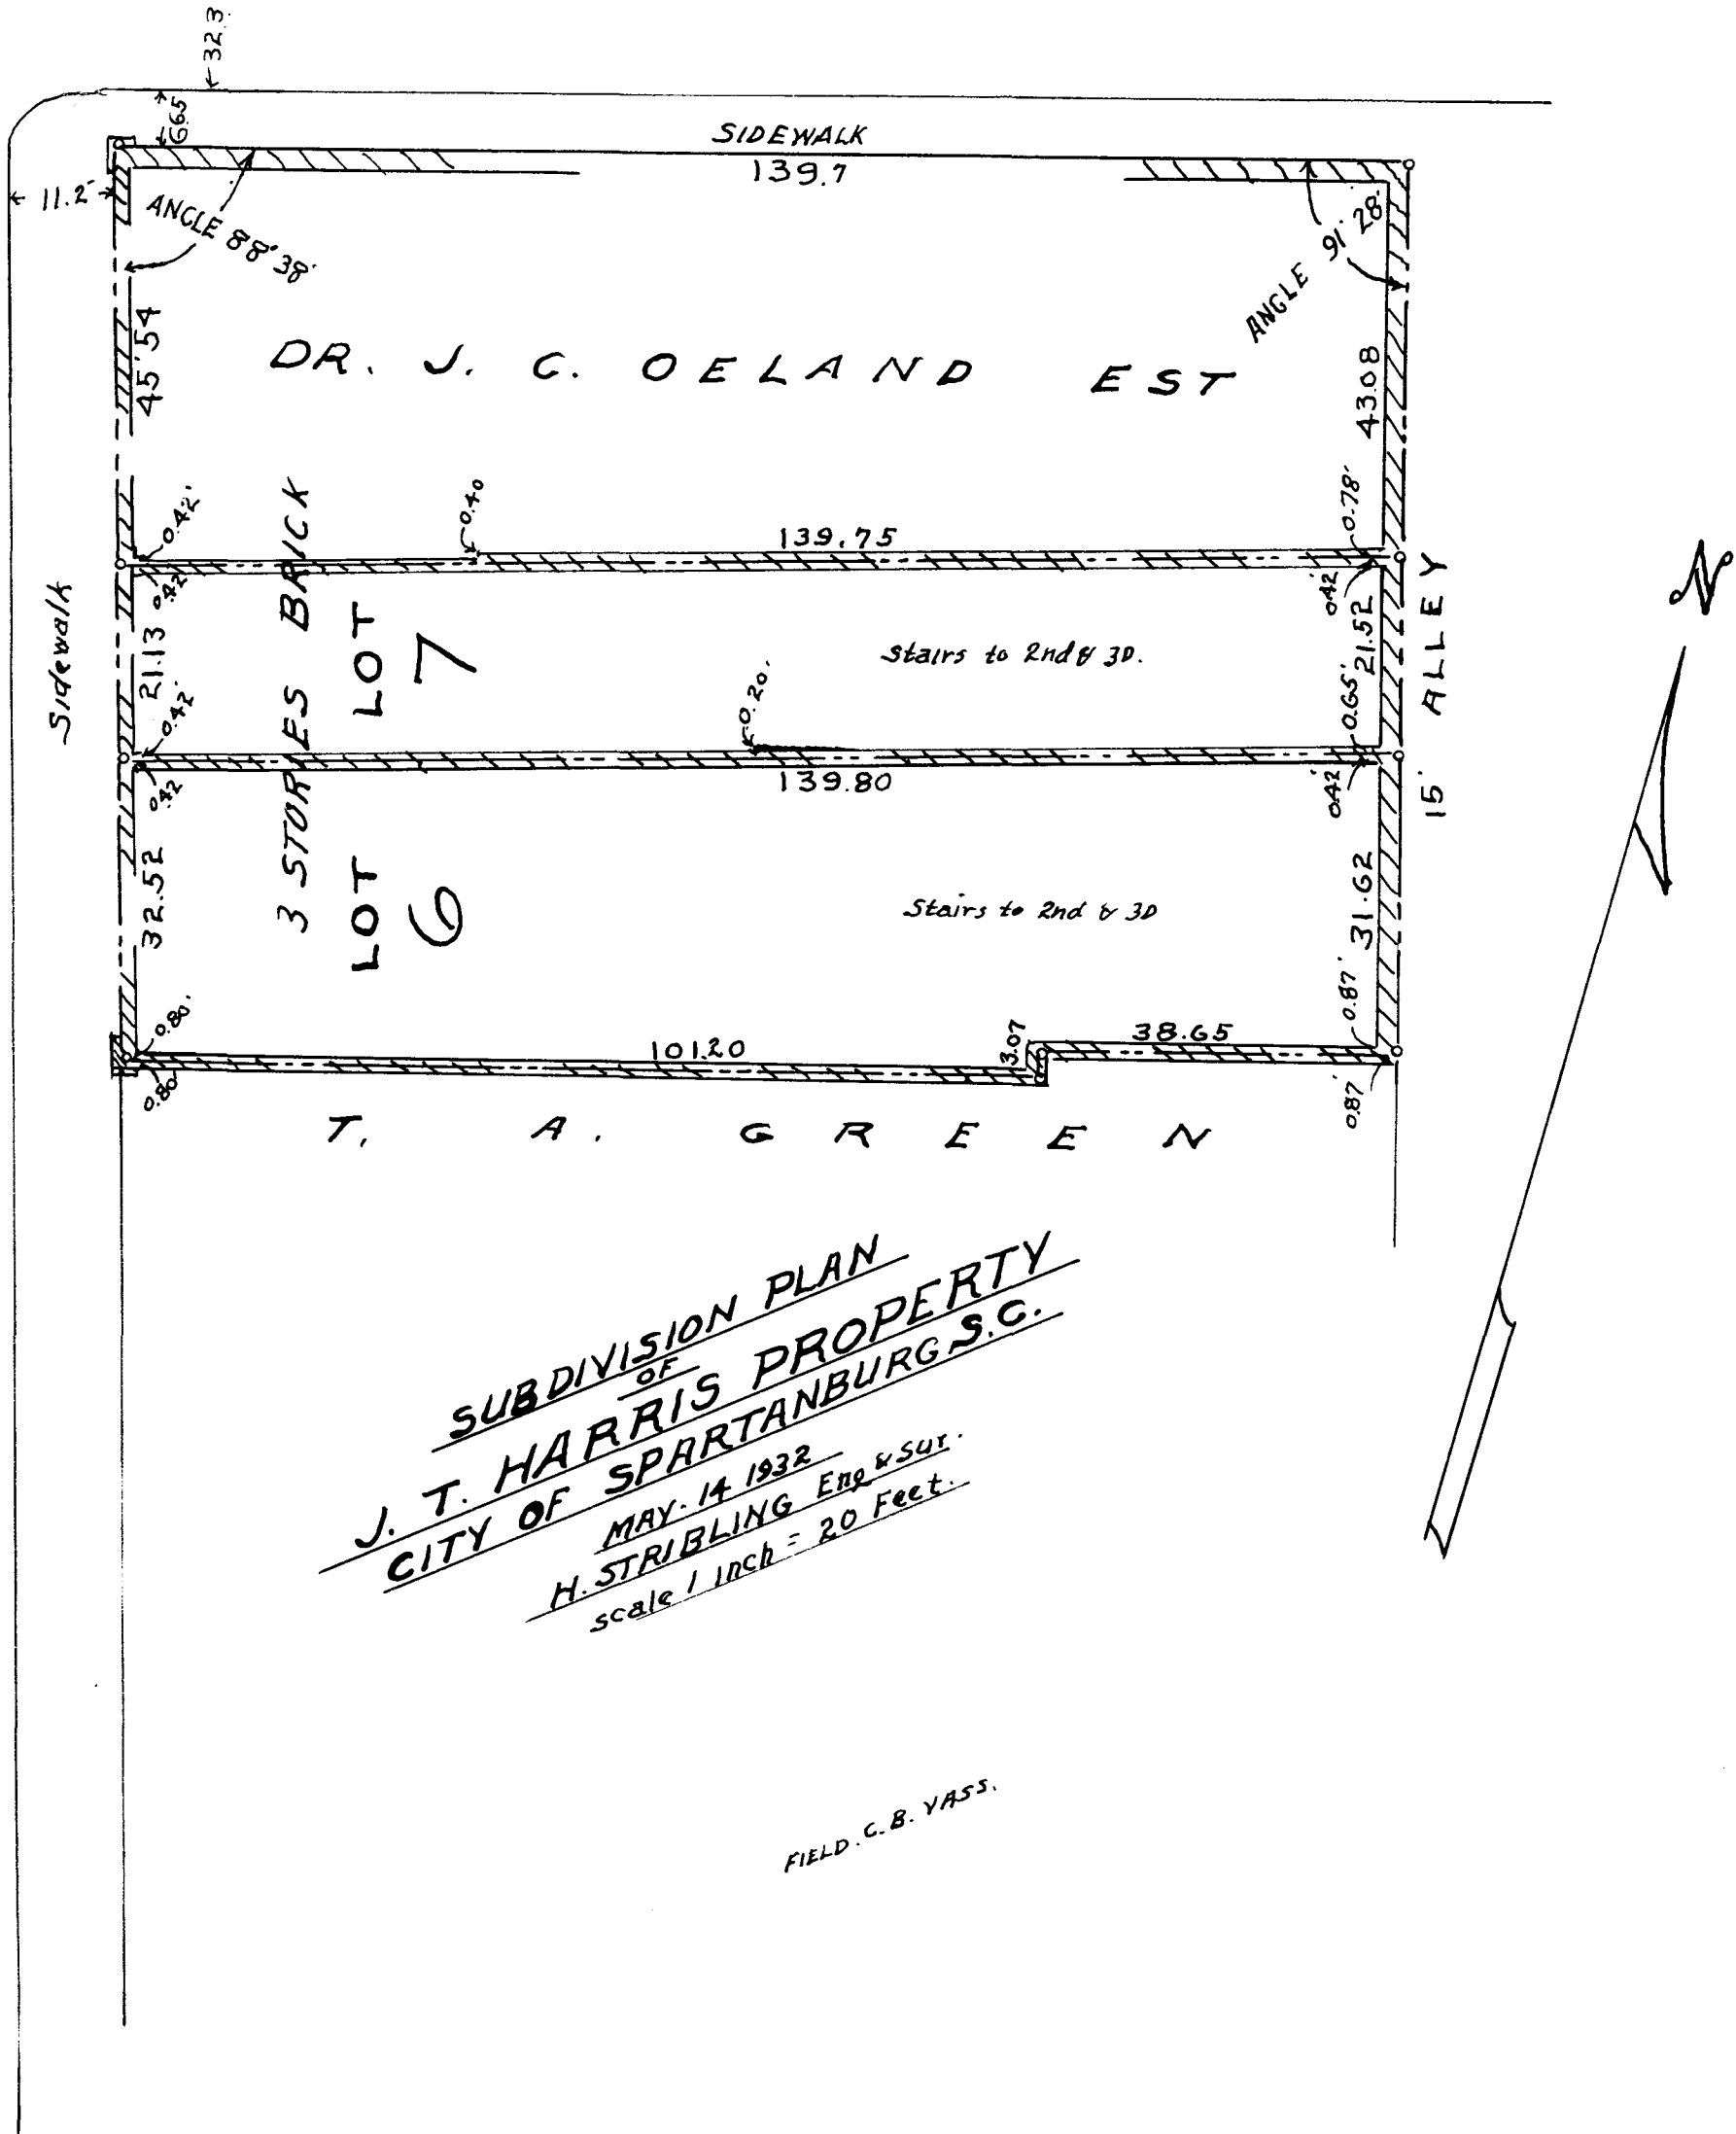 32.3
6.65
SIDEWALK
139.7
11.2'
ANGLE 88° 38'
ANGLE 91° 28'
45.54
DR. J. C. OELAND EST
43.08
0.42'
0.40
139.75
0.78'
0.42
0.42'
Sidewalk
21.13
3 STORIES BRICK
LOT
7
Stairs to 2nd & 3D.
21.52
15' ALLEY
N
0.42'
0.20'
0.65'
0.42
139.80
0.42'
32.52
LOT
6
Stairs to 2nd & 3D
31.62
0.80'
101.20
3.07
38.65
0.87'
0.80'
0.87'
T. A. GREEN
SUBDIVISION PLAN
OF
J. T. HARRIS PROPERTY
CITY OF SPARTANBURG S.C.
MAY. 14 1932
H. STRIBLING Eng & Sur.
scale 1 inch = 20 Feet.
FIELD. C. B. VASS.